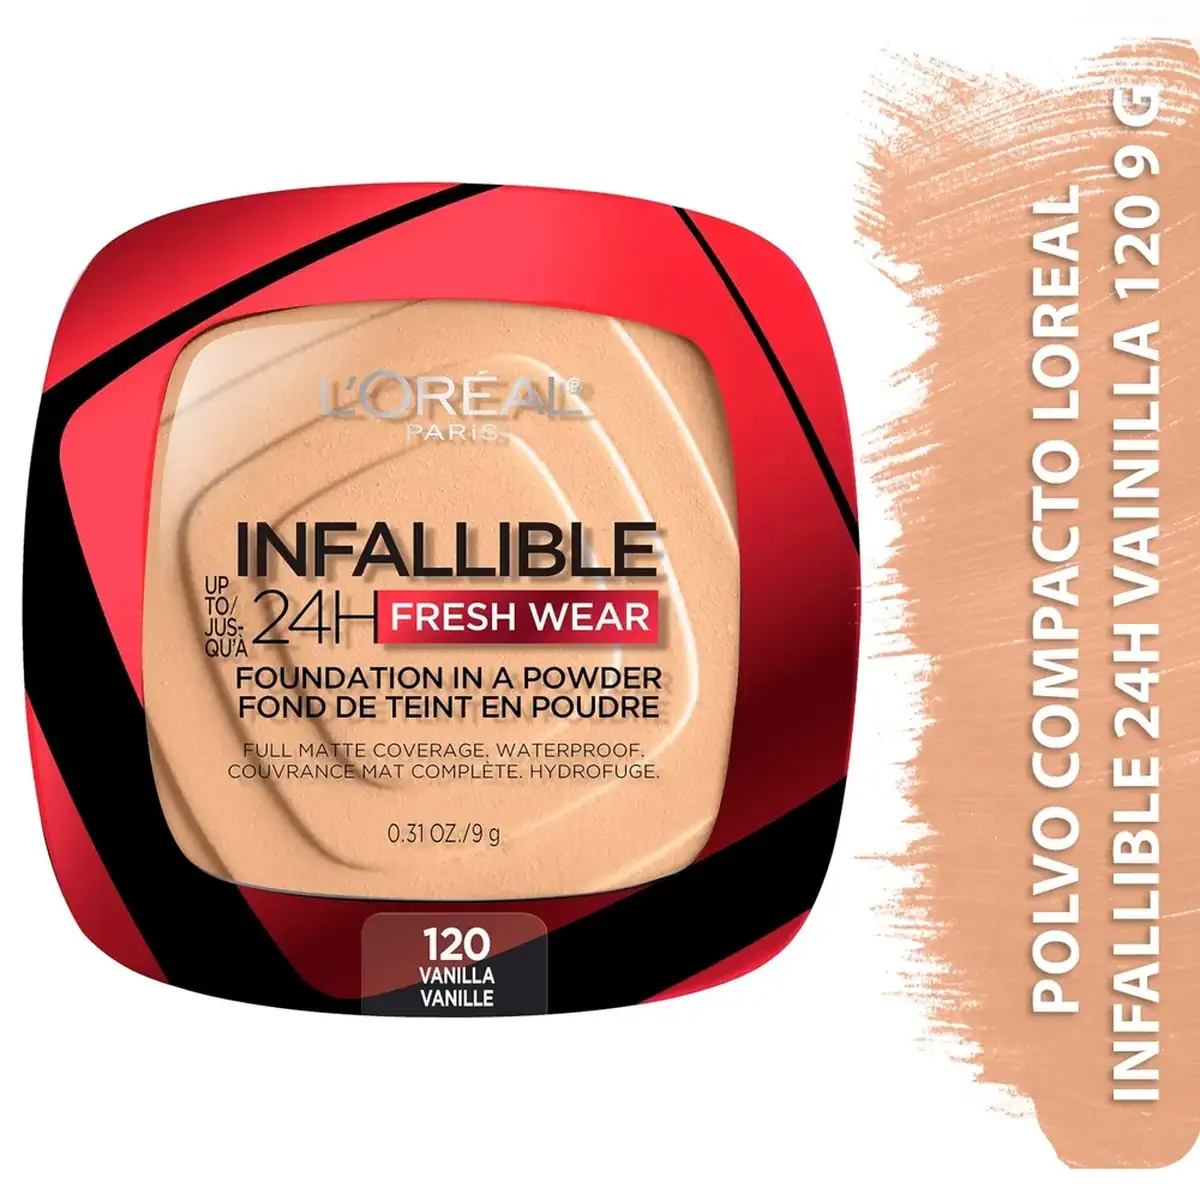 L'ORÉAL®
PARiS
INFALLIBLE
UP
TO/
JUS-
QU'À
24H FRESH WEAR
FOUNDATION IN A POWDER
FOND DE TEINT EN POUDRE
FULL MATTE COVERAGE. WATERPROOF.
COUVRANCE MAT COMPLÈTE. HYDROFUGE.
0.31 OZ./9 g
120
VANILLA
VANILLE
POLVO COMPACTO LOREAL
INFALLIBLE 24H VAINILLA 120 9 G